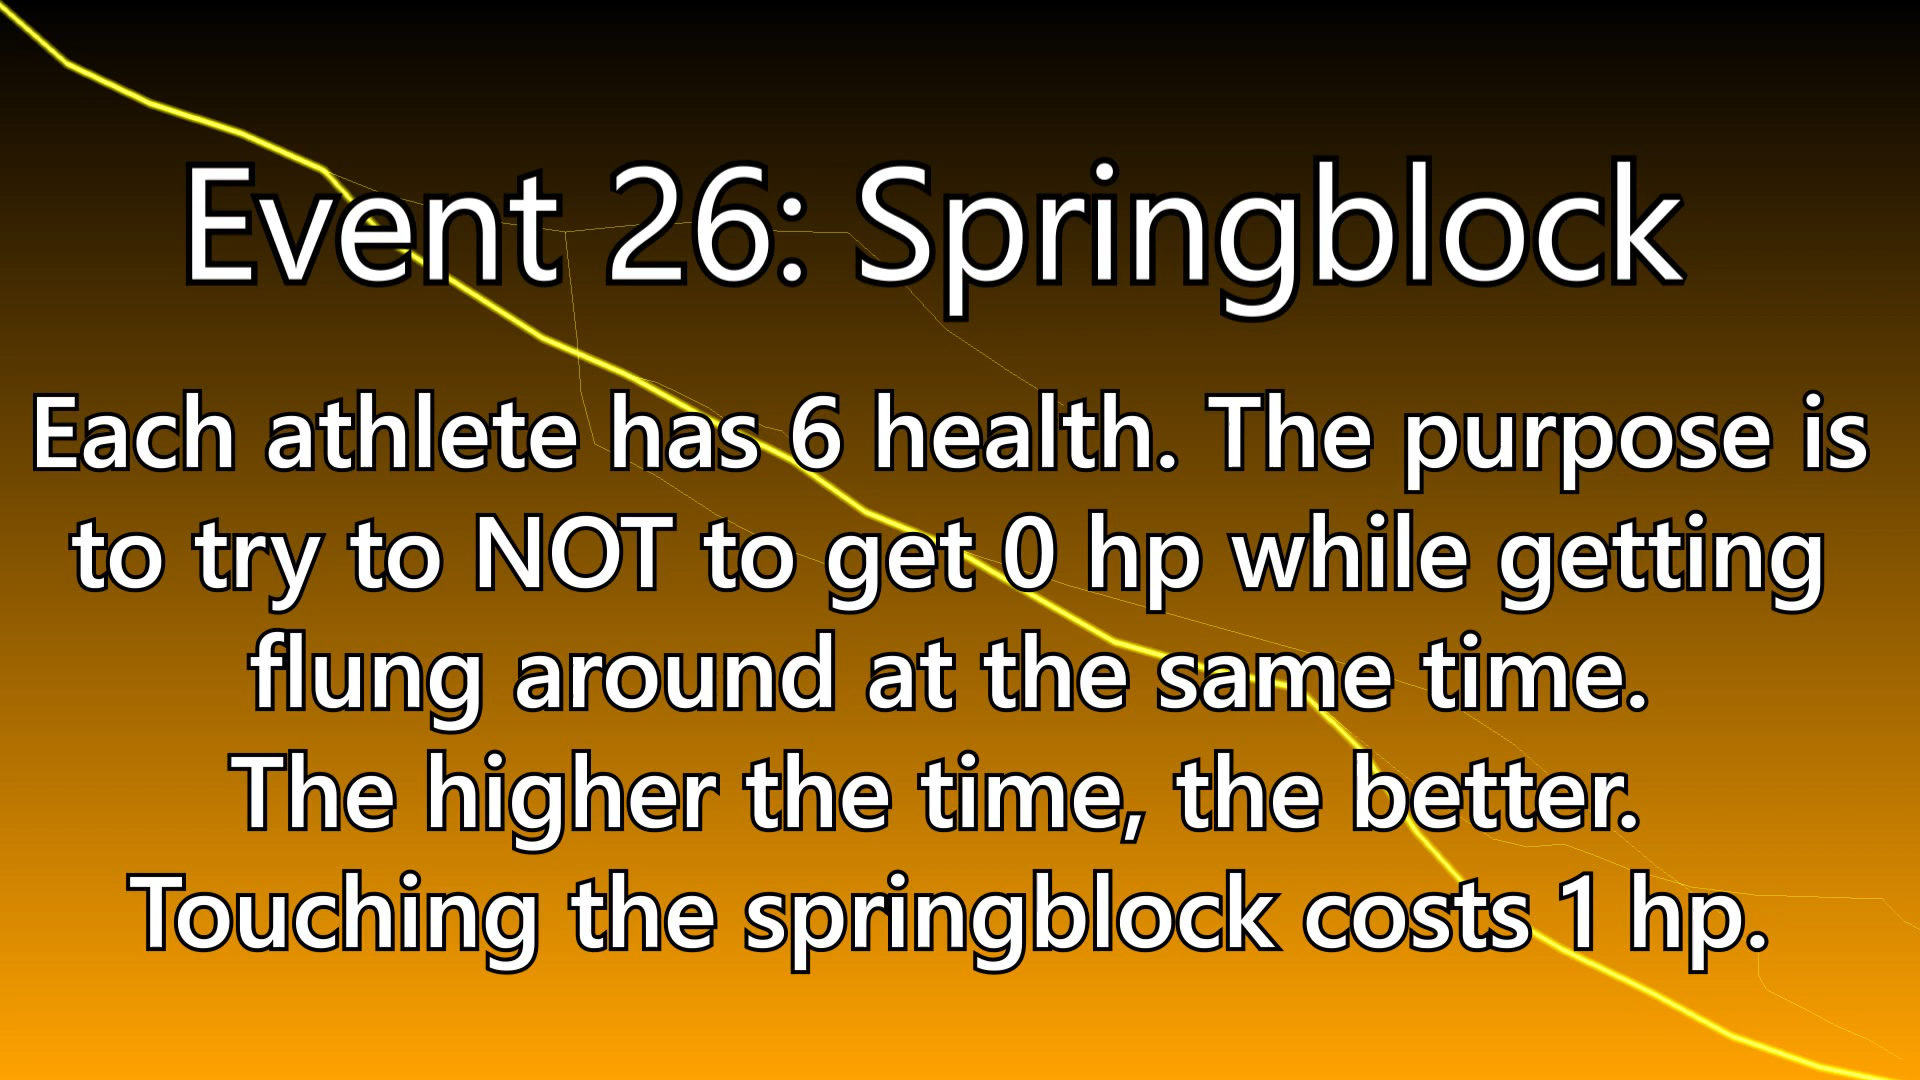 Event 26: Springblock
Each athlete has 6 health. The purpose is
to try to NOT to get 0 hp while getting
flung around at the same time.
The higher the time, the better.
Touching the springblock costs 1 hp.